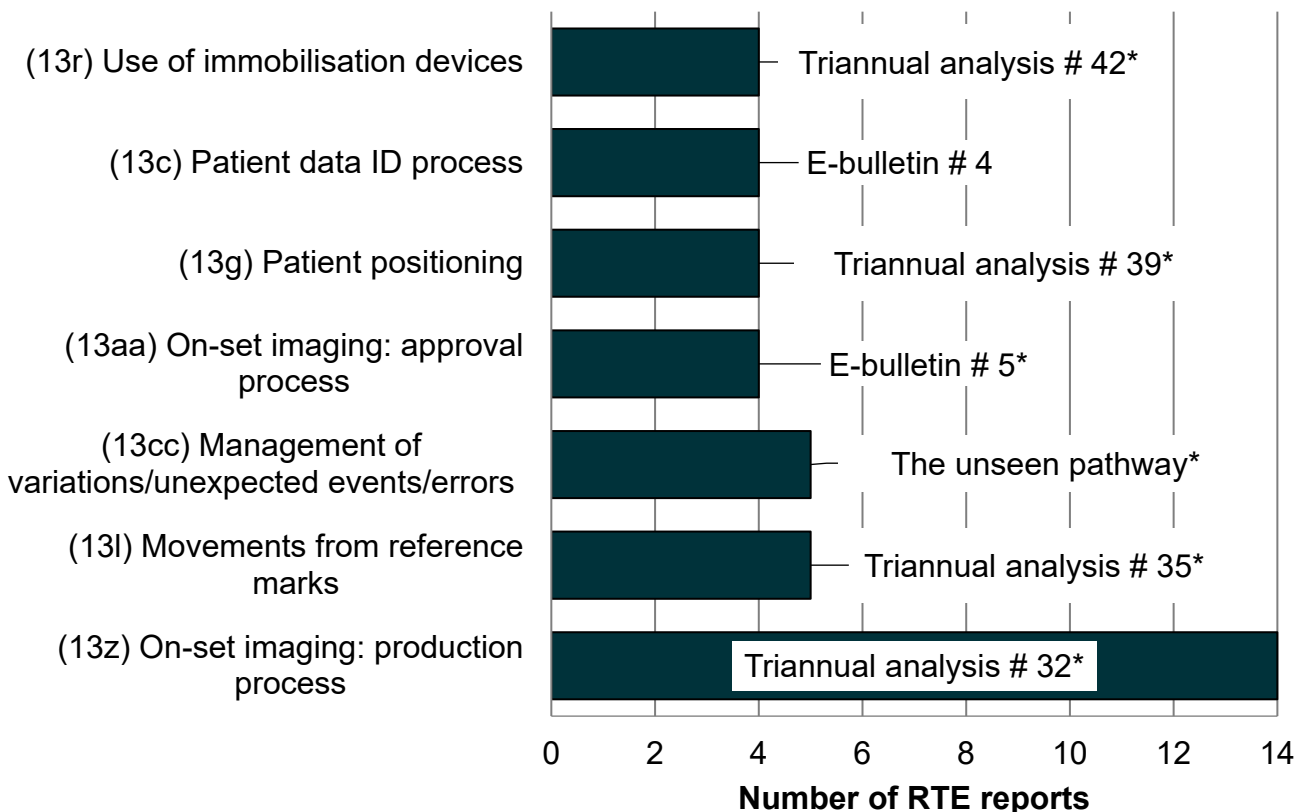 (13r) Use of immobilisation devices
Triannual analysis # 42*
(13c) Patient data ID process
E-bulletin # 4
(13g) Patient positioning
Triannual analysis # 39*
(13aa) On-set imaging: approval
process
E-bulletin # 5*
(13cc) Management of
variations/unexpected events/errors
The unseen pathway*
(13l) Movements from reference
marks
Triannual analysis # 35*
(13z) On-set imaging: production
process
Triannual analysis # 32*
0 2 4 6 8 10 12 14
Number of RTE reports